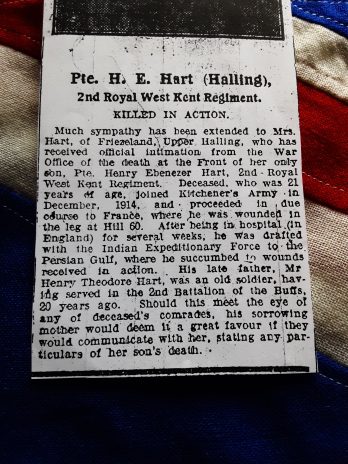 Pte. H. E. Hart (Halling),
2nd Royal West Kent Regiment.
KILLED IN ACTION.
Much sympathy has been extended to Mrs.
Hart, of Friezeland, Upper Halling, who has
received official intimation from the War
Office of the death at the Front of her only
son, Pte. Henry Ebenezer Hart, 2nd Royal
West Kent Regiment. Deceased, who was 21
years of age, joined Kitchener's Army in
December, 1914, and proceeded in due
course to France, where he was wounded in
the leg at Hill 60. After being in hospital (in
England) for several weeks, he was drafted
with the Indian Expeditionary Force to the
Persian Gulf, where he succumbed to wounds
received in action. His late father, Mr
Henry Theodore Hart, was an old soldier, hav-
ing served in the 2nd Battalion of the Buffs,
20 years ago. Should this meet the eye of
any of deceased's comrades, his sorrowing
mother would deem it a great favour if they
would communicate with her, stating any par-
ticulars of her son's death.